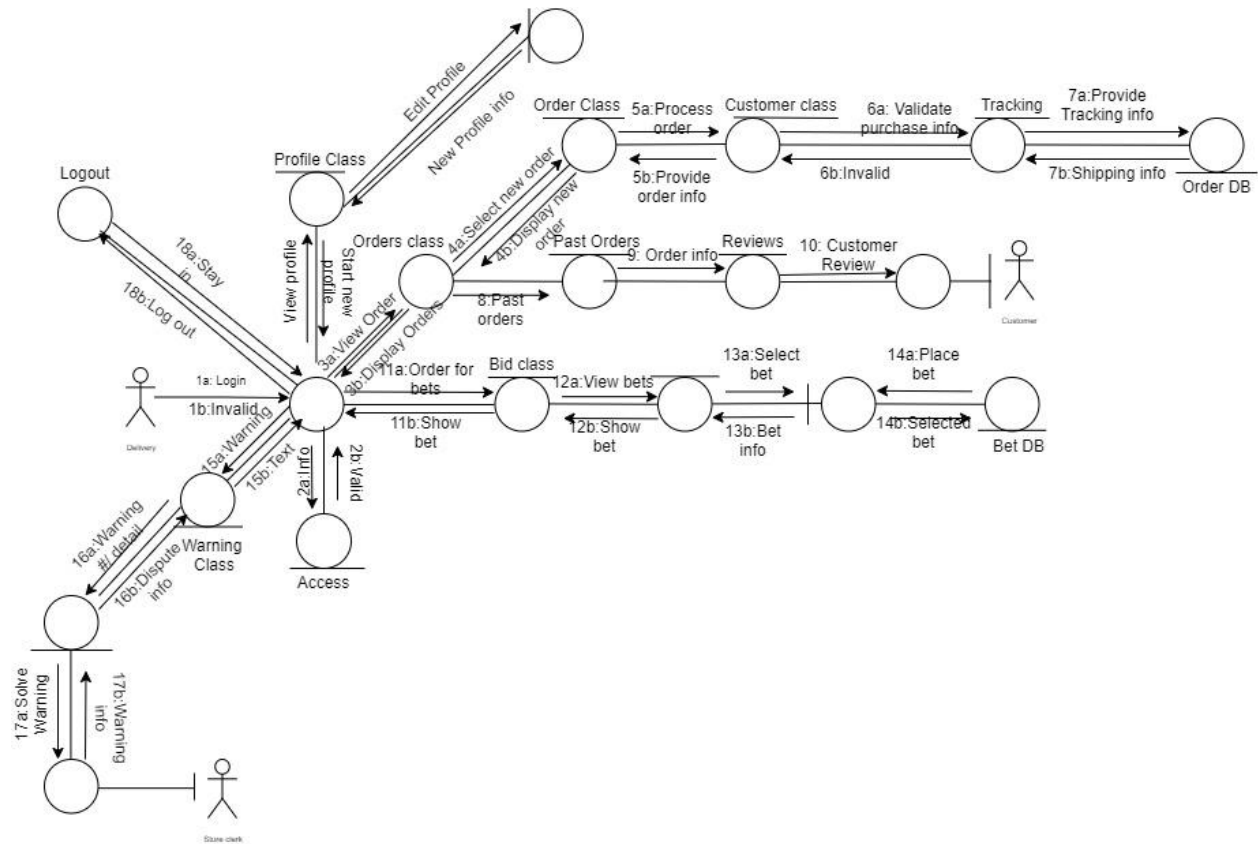 Edit Profile
New Profile info
Order Class
5a:Process
order
Customer class
6a: Validate
purchase info
Tracking
7a:Provide
Tracking info
5b:Provide
order info
6b:Invalid
7b:Shipping info
Order DB
Profile Class
Logout
4a:Select new order
4b:Display new
order
18a:Stay
in
18b:Log out
View profile
Start new
profile
Orders class
Past Orders
9: Order info
Reviews
10: Customer
Review
8:Past
orders
Customer
3a:View Order
3b:Display Orders
1a: Login
1b:Invalid
Delivery
11a:Order for
bets
Bid class
12a:View bets
13a:Select
bet
14a:Place
bet
11b:Show
bet
12b:Show
bet
13b:Bet
info
14b:Selected
bet
Bet DB
15a:Warning
15b:Text
2a:Info
2b:Valid
Access
Warning
Class
16a:Warning
#/ detail
16b:Dispute
info
17a:Solve
Warning
17b:Warning
info
Store clerk